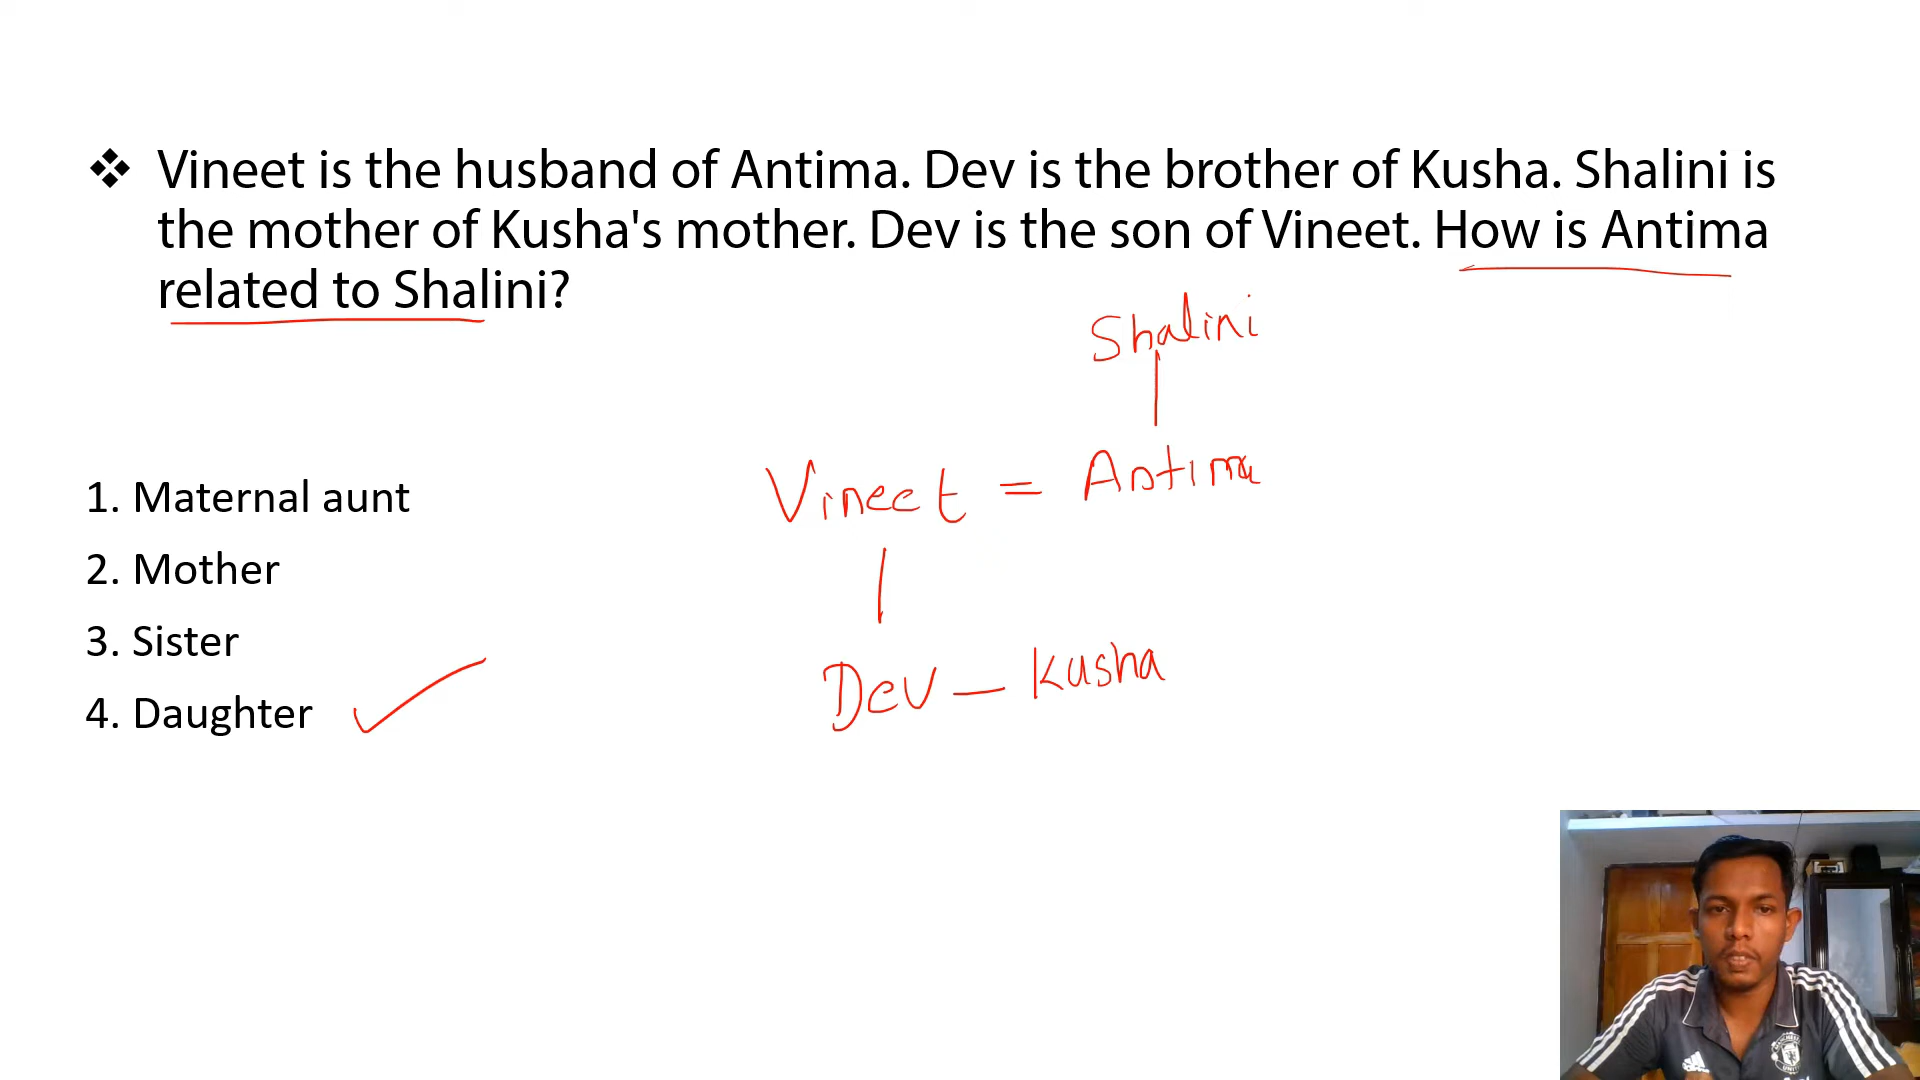 ❖ Vineet is the husband of Antima. Dev is the brother of Kusha. Shalini is
the mother of Kusha's mother. Dev is the son of Vineet. How is Antima
related to Shalini?
Shalini
1. Maternal aunt
Vineet = Antima
2. Mother
3. Sister
Dev — Kusha
4. Daughter